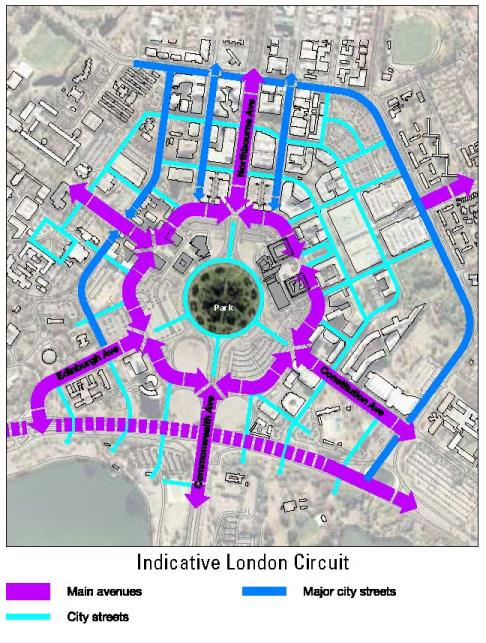 Northbourne Ave
Park
Edinburgh Ave
Constitution Ave
Commonwealth Ave
Indicative London Circuit
Main avenues
Major city streets
City streets